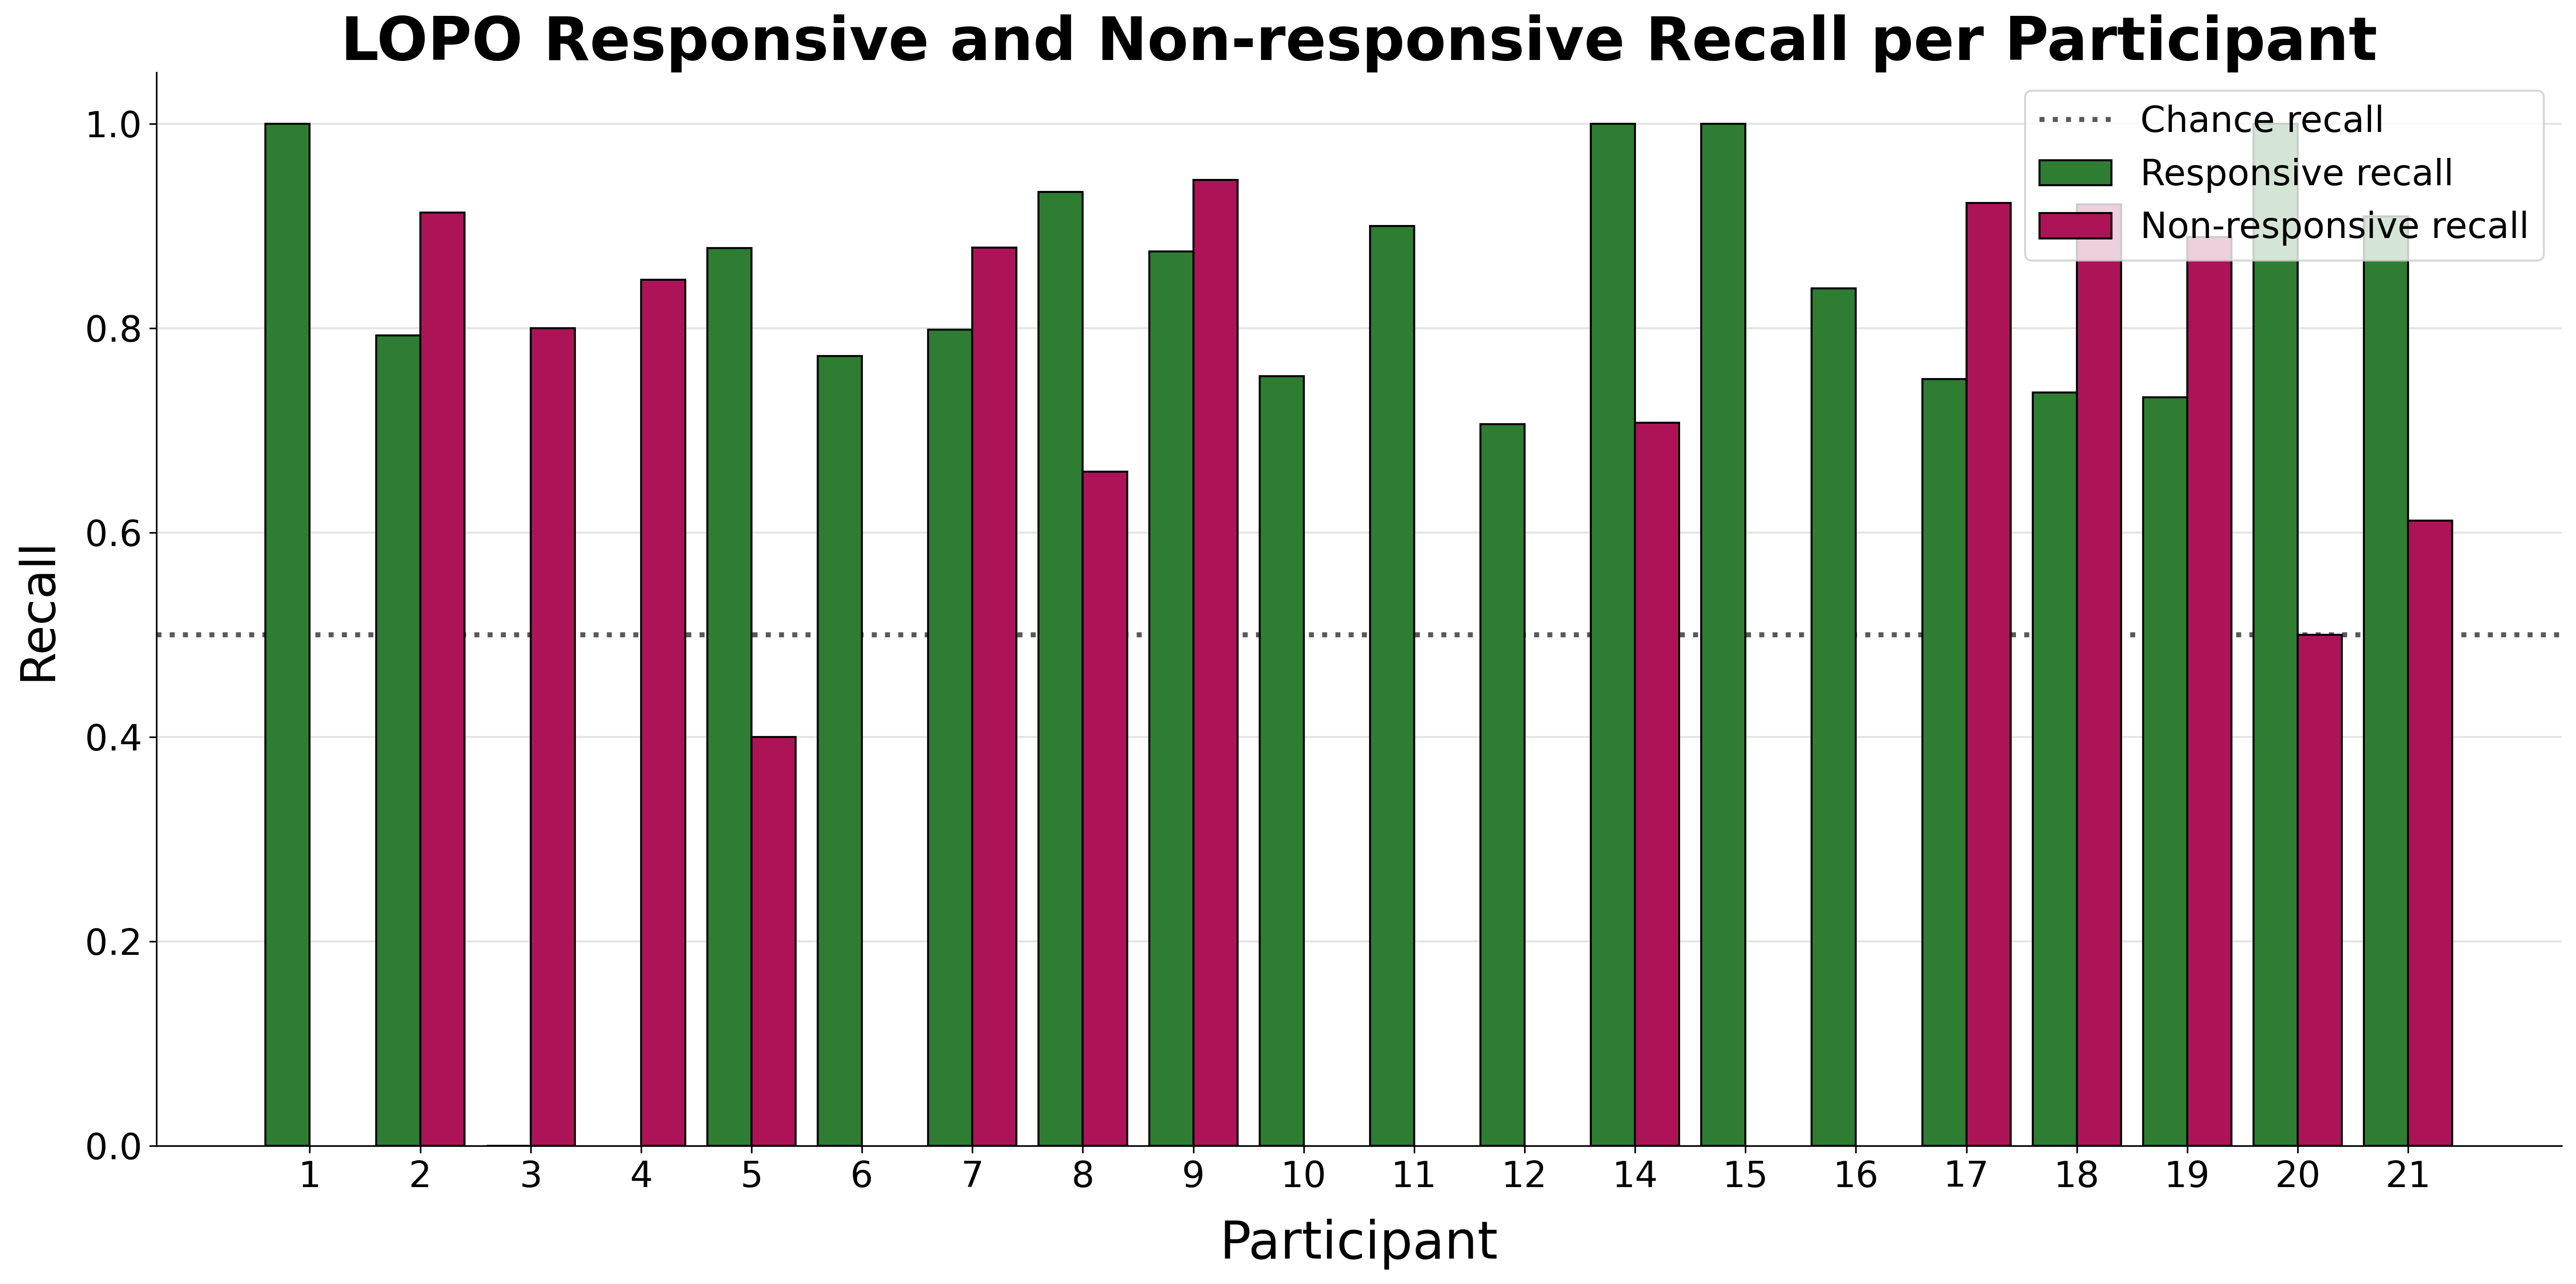 LOPO Responsive and Non-responsive Recall per Participant
Chance recall
Responsive recall
Non-responsive recall
1.0
0.8
0.6
0.4
0.2
0.0
Recall
1 2 3 4 5 6 7 8 9 10 11 12 14 15 16 17 18 19 20 21
Participant